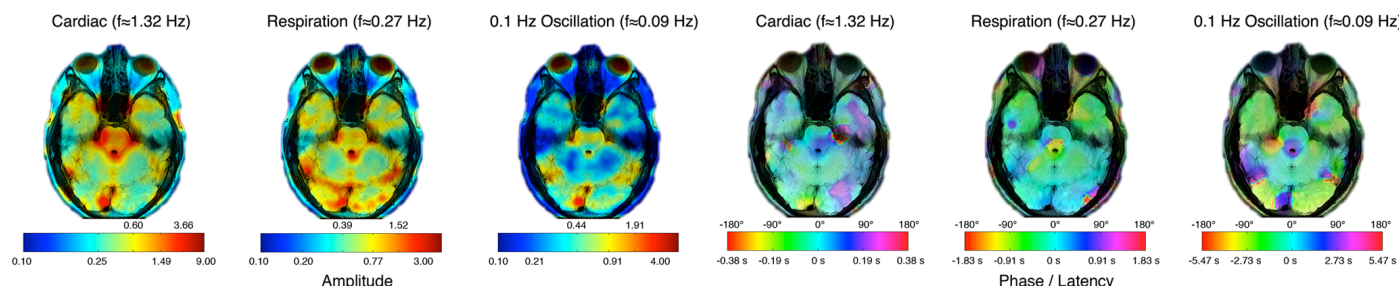 Cardiac (f≈1.32 Hz)
Respiration (f≈0.27 Hz)
0.1 Hz Oscillation (f≈0.09 Hz)
Cardiac (f≈1.32 Hz)
Respiration (f≈0.27 Hz)
0.1 Hz Oscillation (f≈0.09 Hz)
0.60 3.66
0.10 0.25 1.49 9.00
0.39 1.52
0.10 0.20 0.77 3.00
0.44 1.91
0.10 0.21 0.91 4.00
-180° -90° 0° 90° 180°
-0.38 s -0.19 s 0 s 0.19 s 0.38 s
-180° -90° 0° 90° 180°
-1.83 s -0.91 s 0 s 0.91 s 1.83 s
-180° -90° 0° 90° 180°
-5.47 s -2.73 s 0 s 2.73 s 5.47 s
Amplitude
Phase / Latency